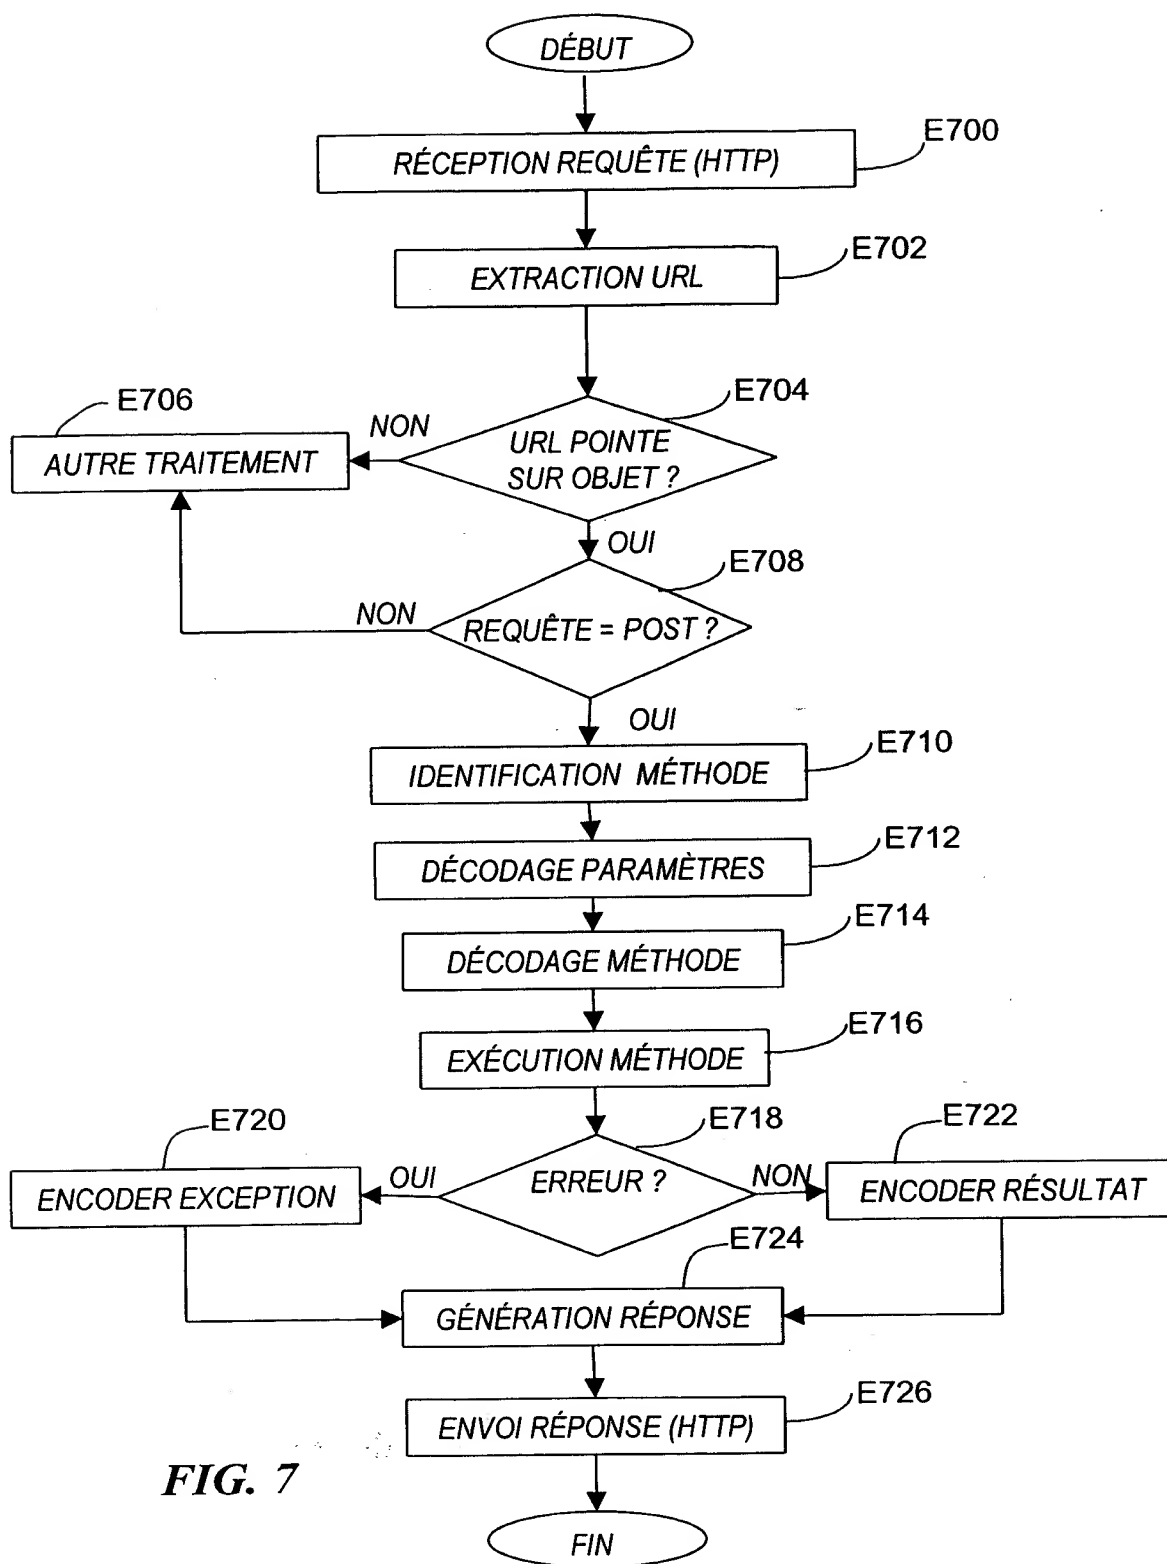 DÉBUT
E700
RÉCEPTION REQUÊTE (HTTP)
E702
EXTRACTION URL
E704
E706
NON
URL POINTE
SUR OBJET ?
AUTRE TRAITEMENT
OUI
E708
NON
REQUÊTE = POST ?
OUI
E710
IDENTIFICATION MÉTHODE
E712
DÉCODAGE PARAMÈTRES
E714
DÉCODAGE MÉTHODE
E716
EXÉCUTION MÉTHODE
E720
E718
E722
OUI
ERREUR ?
NON
ENCODER EXCEPTION
ENCODER RÉSULTAT
E724
GÉNÉRATION RÉPONSE
E726
ENVOI RÉPONSE (HTTP)
FIG. 7
FIN